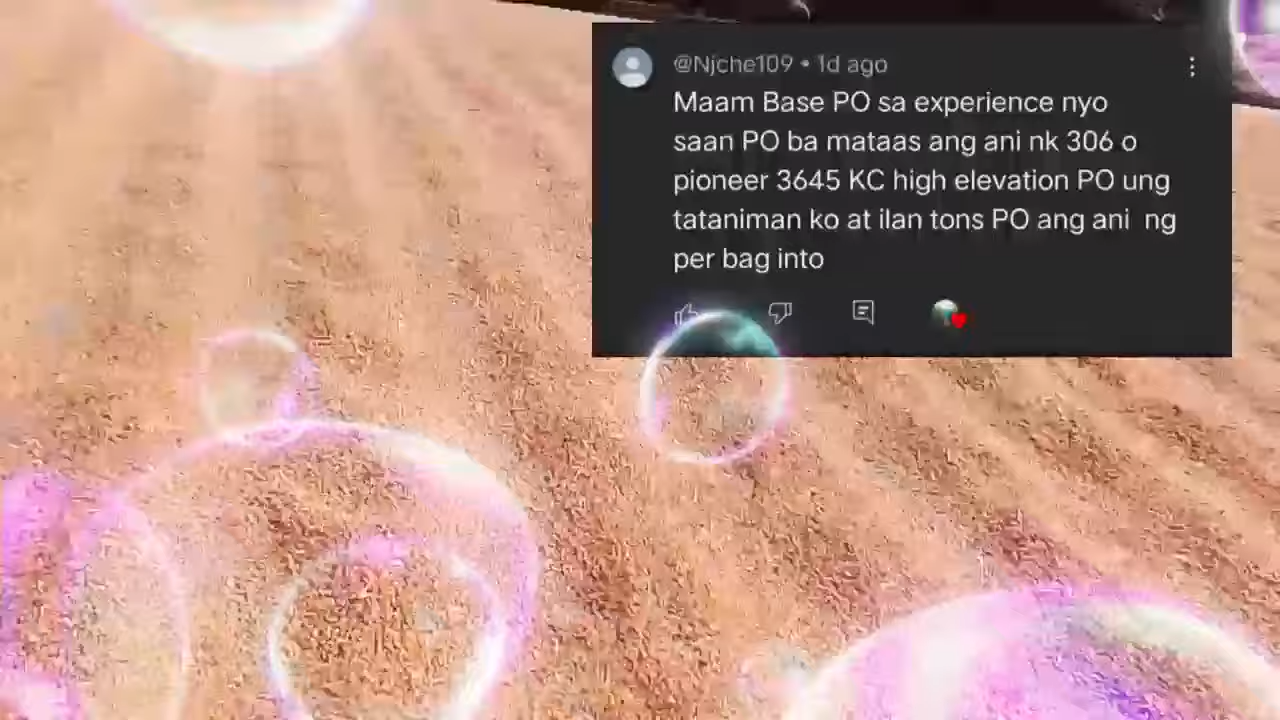 @Njche109 • 1d ago
Maam Base PO sa experience nyo
saan PO ba mataas ang ani nk 306 o
pioneer 3645 KC high elevation PO ung
tataniman ko at ilan tons PO ang ani ng
per bag into